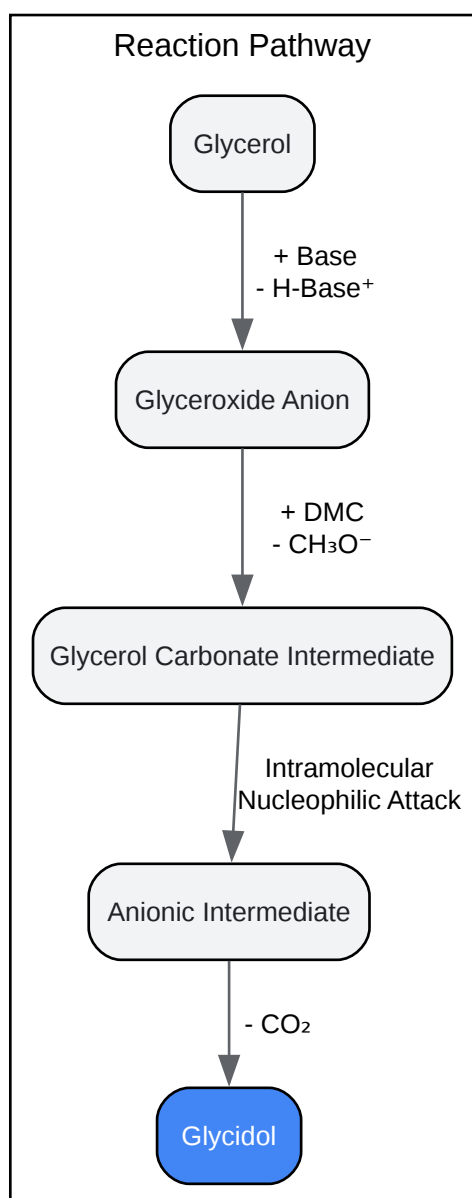 Reaction Pathway
Glycerol
+ Base
- H-Base⁺
Glyceroxide Anion
+ DMC
- CH₃O⁻
Glycerol Carbonate Intermediate
Intramolecular
Nucleophilic Attack
Anionic Intermediate
- CO₂
Glycidol